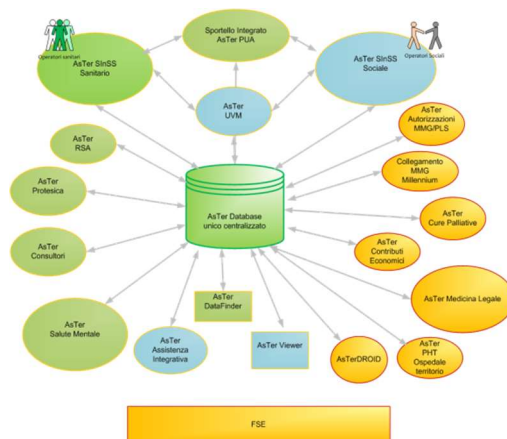 Operatori sanitari
AsTer SInSS
Sanitario
Sportello Integrato
AsTer PUA
AsTer SInSS
Sociale
Operatori Sociali
AsTer
UVM
AsTer
Autorizzazioni
MMG/PLS
AsTer
RSA
Collegamento
MMG
Millennium
AsTer
Protesica
AsTer Database
unico centralizzato
AsTer
Cure Palliative
AsTer
Consultori
AsTer
Contributi
Economici
AsTer
DataFinder
AsTer Medicina Legale
AsTer
Salute Mentale
AsTer
Assistenza
Integrativa
AsTer Viewer
AsTerDROID
AsTer
PHT
Ospedale
territorio
FSE